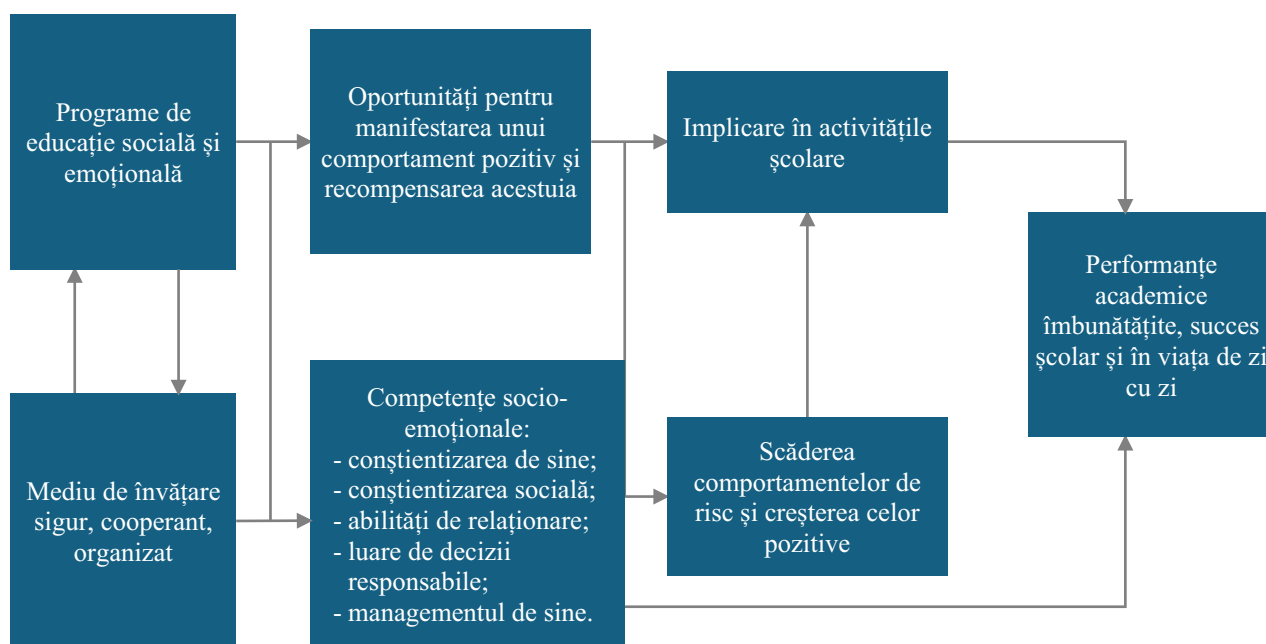 Programe de
educație socială și
emoțională
Mediu de învățare
sigur, cooperant,
organizat
Oportunități pentru
manifestarea unui
comportament pozitiv și
recompensarea acestuia
Competențe socio-
emoționale:
- conștientizarea de sine;
- conștientizarea socială;
- abilități de relaționare;
- luare de decizii
responsabile;
- managementul de sine.
Implicare în activitățile
școlare
Scăderea
comportamentelor de
risc și creșterea celor
pozitive
Performanțe
academice
îmbunătățite, succes
școlar și în viața de zi
cu zi